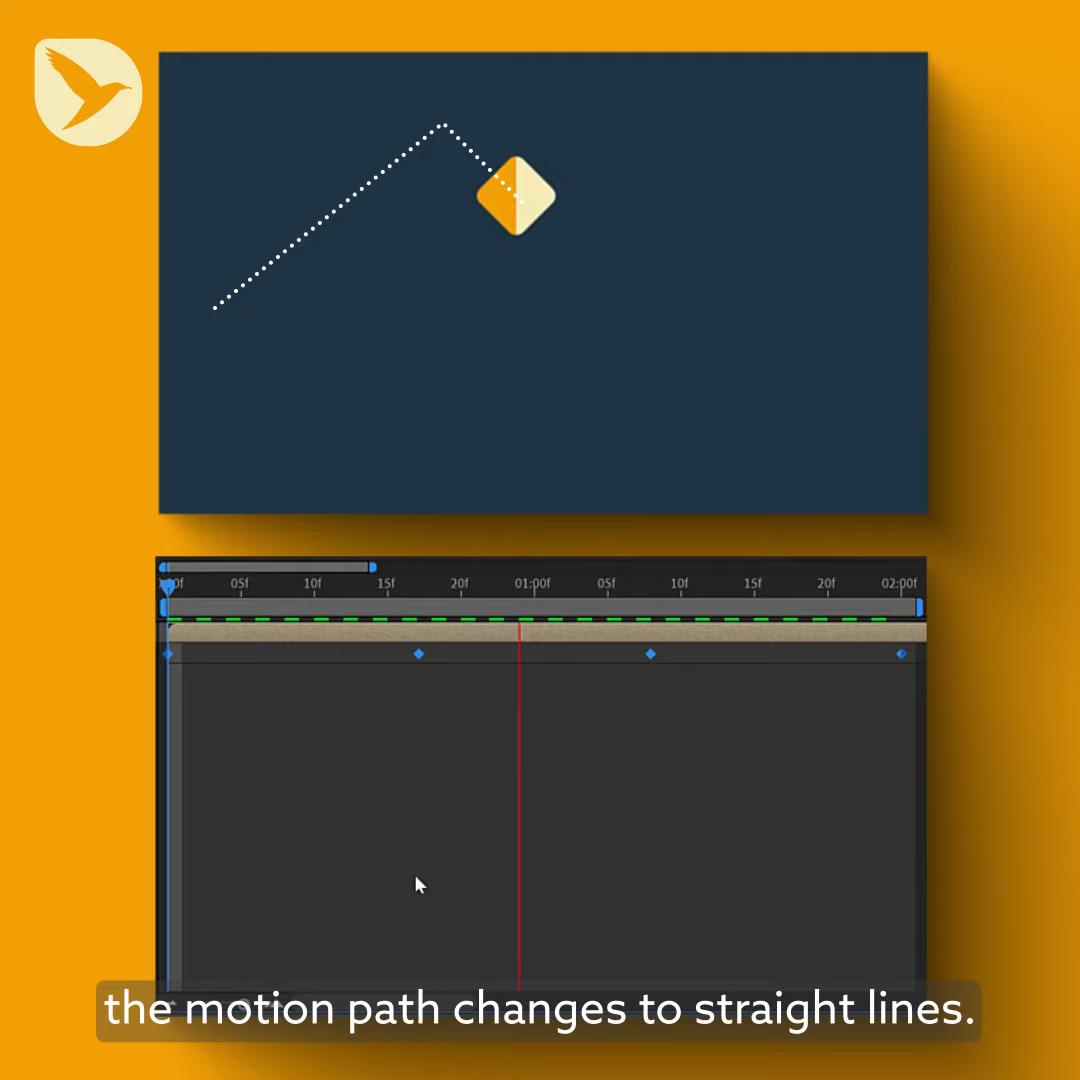 05f 10f 15f 20f 01:00f 05f 10f 15f 20f 02:00f
the motion path changes to straight lines.